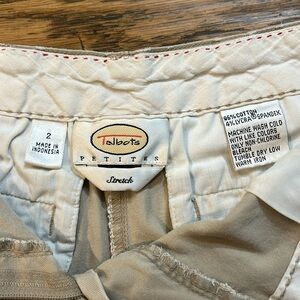 2
MADE IN
INDONESIA
Talbots
PETITES
Stretch
96% COTTON
4% LYCRA® SPANDEX
MACHINE WASH COLD
WITH LIKE COLORS
ONLY NON-CHLORINE
BLEACH
TUMBLE DRY LOW
WARM IRON